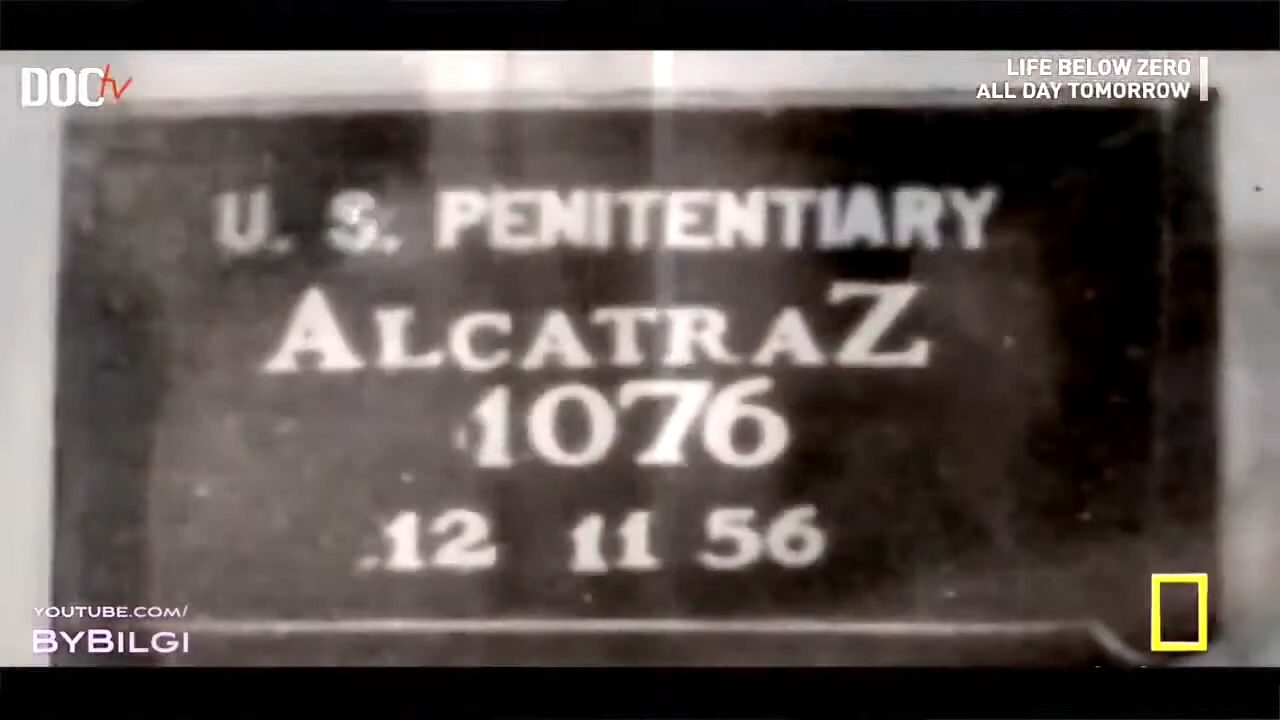 DOCtv
LIFE BELOW ZERO
ALL DAY TOMORROW
U. S. PENITENTIARY
ALCATRAZ
1076
12 11 56
YOUTUBE.COM/
BYBILGI